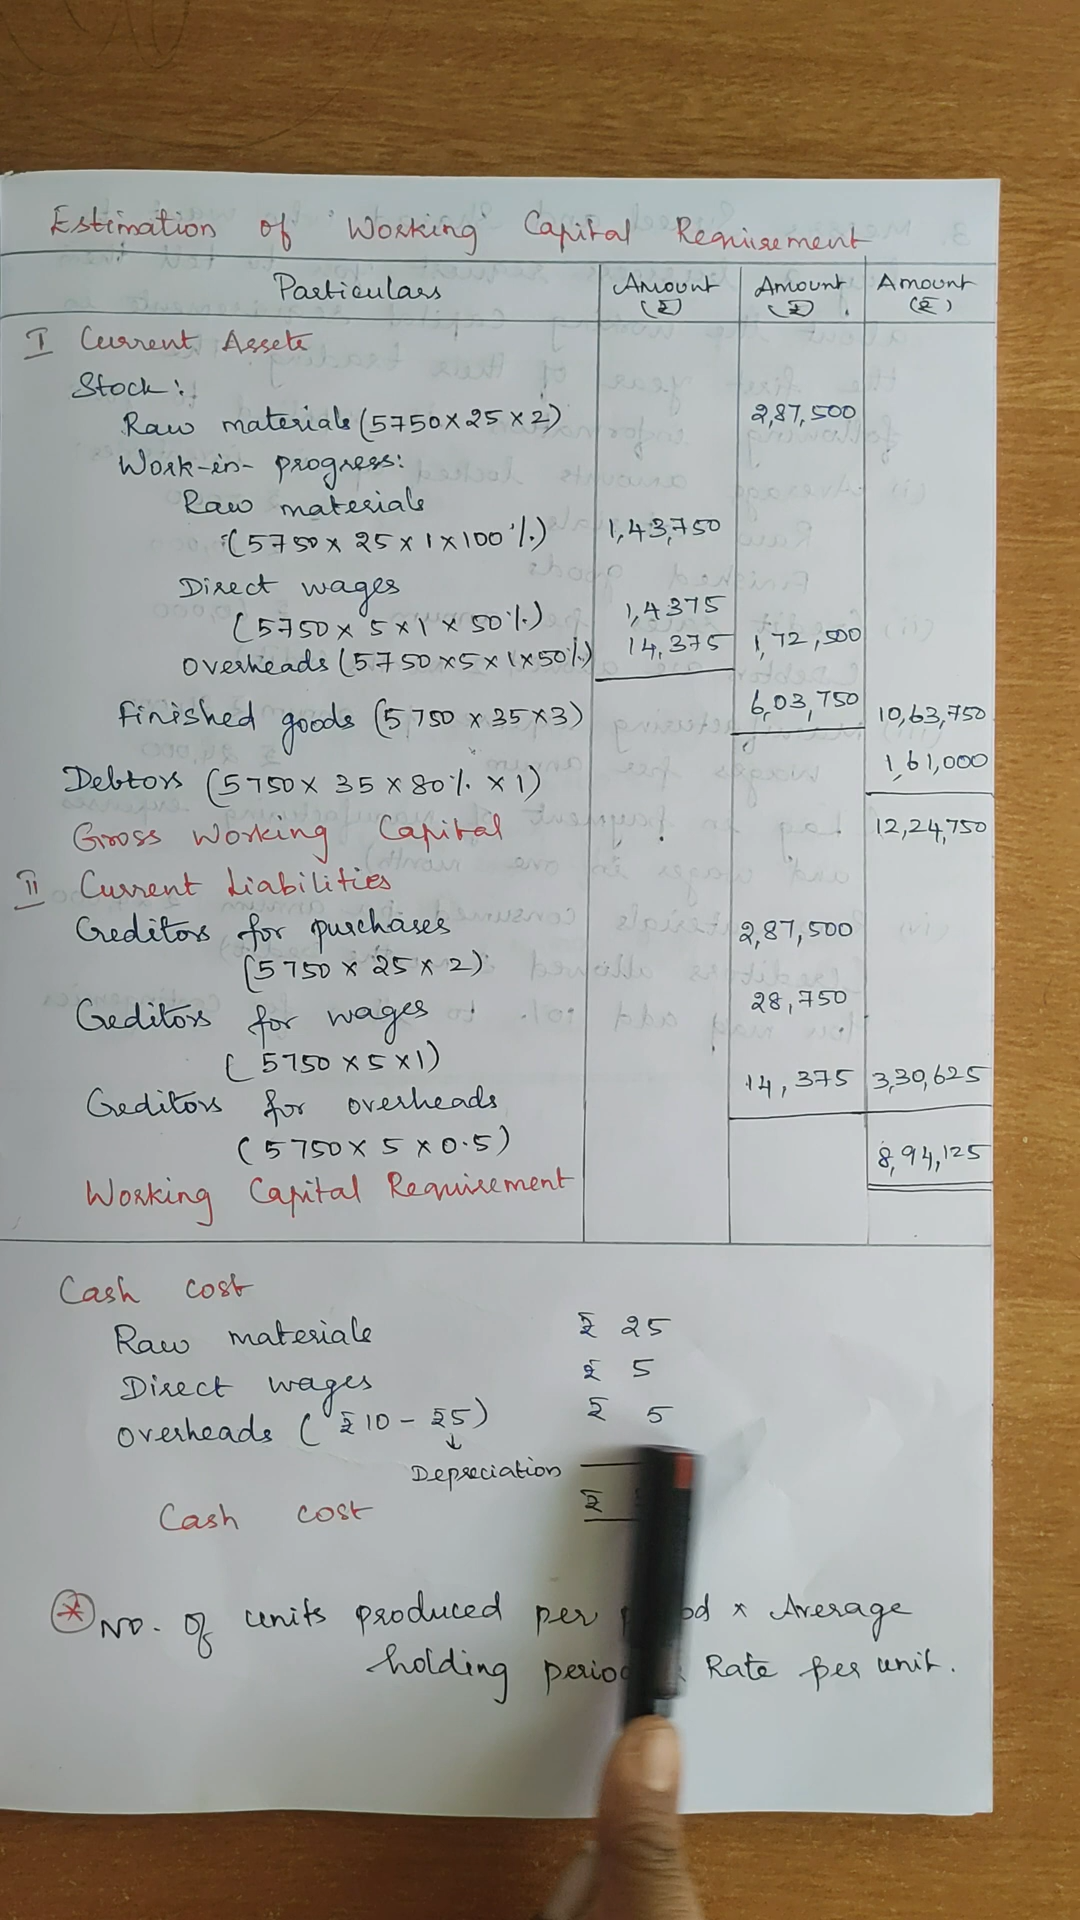 Estimation of Working Capital Requirement
Particulars Amount (₹) Amount (₹) Amount (₹)
I Current Assets
Stock:
Raw materials (5750 × 25 × 2) 2,87,500
Work-in-progress:
Raw materials
(5750 × 25 × 1 × 100%) 1,43,750
Direct wages
(5750 × 5 × 1 × 50%) 1,4375
Overheads (5750 × 5 × 1 × 50%) 14,375 1,72,500
Finished goods (5750 × 35 × 3) 6,03,750 10,63,750
Debtors (5750 × 35 × 80% × 1) 1,61,000
Gross Working Capital 12,24,750
II Current Liabilities
Creditors for purchases 2,87,500
(5750 × 25 × 2)
Creditors for wages 28,750
(5750 × 5 × 1)
Creditors for overheads 14,375 3,30,625
(5750 × 5 × 0.5)
Working Capital Requirement 8,94,125
Cash cost
Raw materials ₹ 25
Direct wages ₹ 5
Overheads (₹10 - ₹5) ₹ 5
↓
Depreciation
Cash cost ₹
* No. of units produced per × Average
holding Rate per unit.